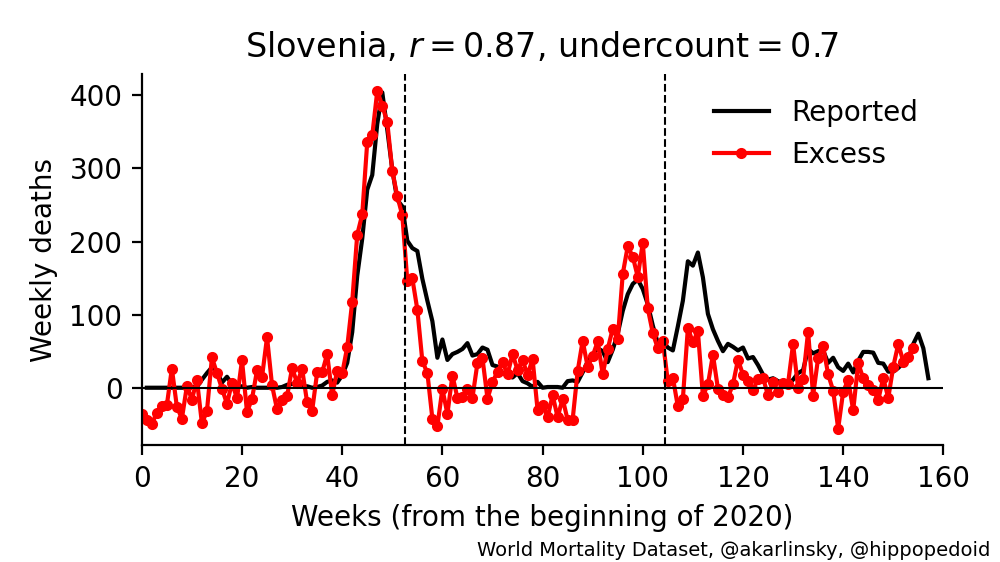 Slovenia, r = 0.87, undercount = 0.7
Weekly deaths
400
300
200
100
0
Reported
Excess
0 20 40 60 80 100 120 140 160
Weeks (from the beginning of 2020)
World Mortality Dataset, @akarlinsky, @hippopedoid